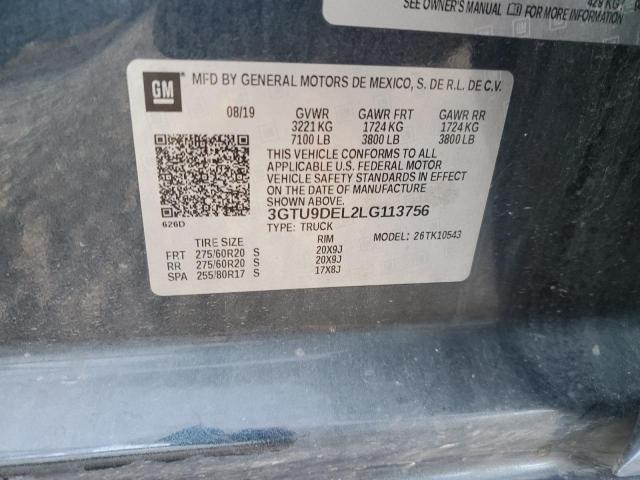 429 KG
SEE OWNER'S MANUAL FOR MORE INFORMATION
GM
MFD BY GENERAL MOTORS DE MEXICO, S. DE R.L. DE C.V.
08/19 GVWR GAWR FRT GAWR RR
3221 KG 1724 KG 1724 KG
7100 LB 3800 LB 3800 LB
THIS VEHICLE CONFORMS TO ALL
APPLICABLE U.S. FEDERAL MOTOR
VEHICLE SAFETY STANDARDS IN EFFECT
ON THE DATE OF MANUFACTURE
SHOWN ABOVE.
626D
3GTU9DEL2LG113756
TYPE: TRUCK
MODEL: 26TK10543
TIRE SIZE RIM
FRT 275/60R20 S 20X9J
RR 275/60R20 S 20X9J
SPA 255/80R17 S 17X8J